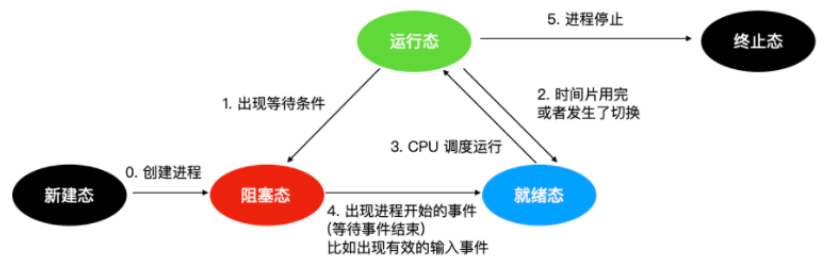 运行态
5. 进程停止
终止态
1. 出现等待条件
2. 时间片用完
或者发生了切换
3. CPU 调度运行
0. 创建进程
新建态
阻塞态
就绪态
4. 出现进程开始的事件
(等待事件结束)
比如出现有效的输入事件